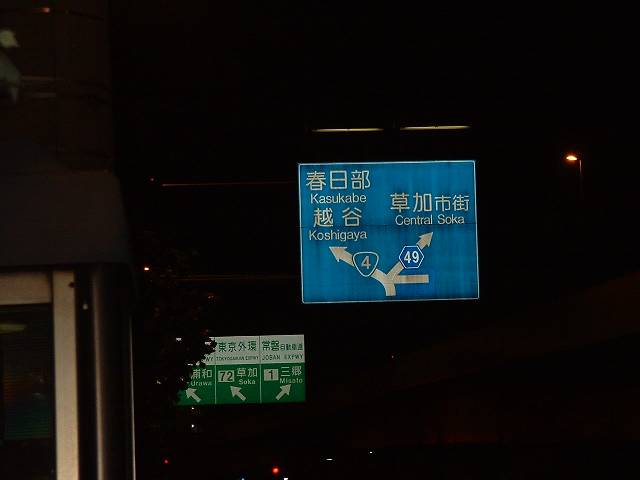 春日部
Kasukabe
越谷
Koshigaya
草加市街
Central Soka
4
49
東京外環
TOKYOGAIKAN EXPWY
常磐自動車道
JOBAN EXPWY
浦和
Urawa
72 草加
Soka
1 三郷
Misato